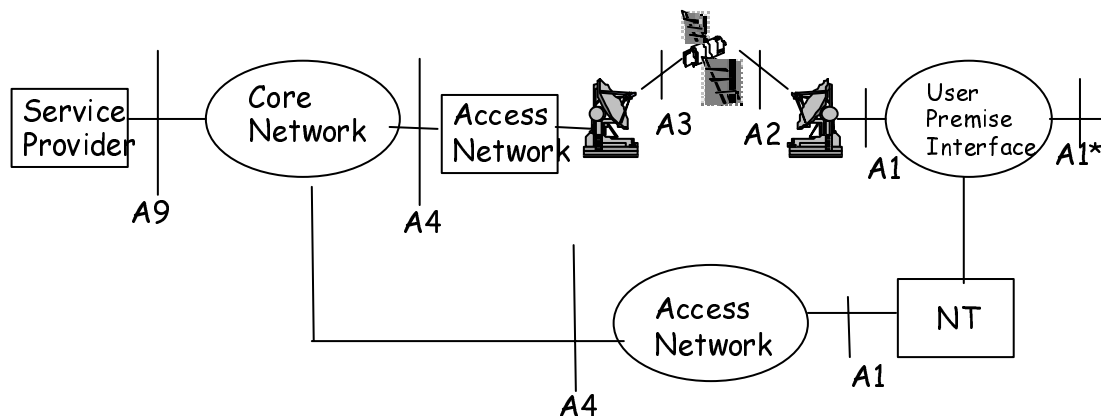 Service
Provider
A9
Core
Network
A4
Access
Network
A3
A2
A1
User
Premise
Interface
A1*
A4
Access
Network
A1
NT